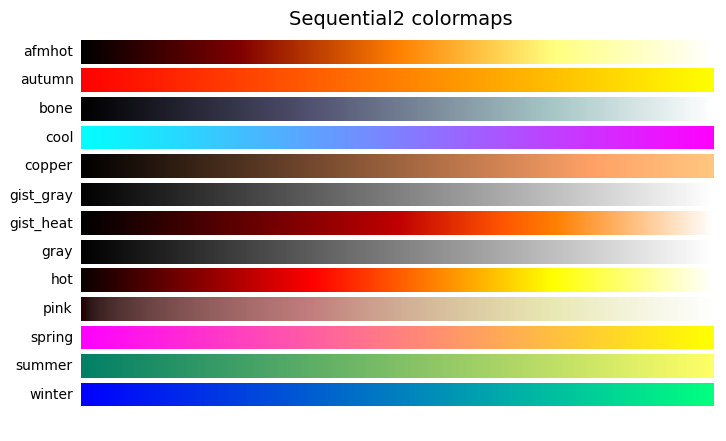 Sequential2 colormaps
afmhot
autumn
bone
cool
copper
gist_gray
gist_heat
gray
hot
pink
spring
summer
winter